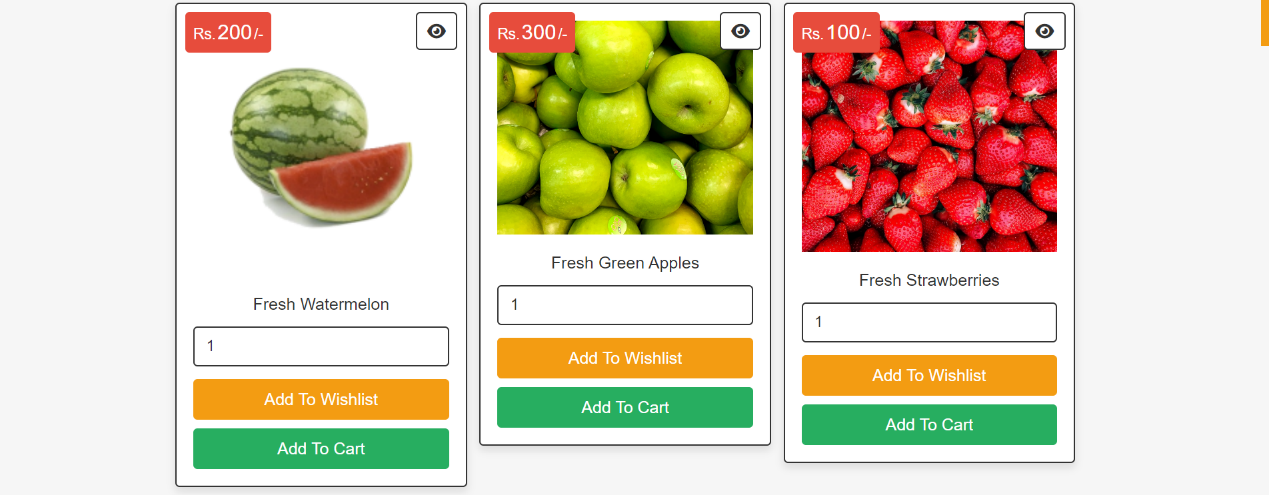 Rs.200/-
Fresh Watermelon
1
Add To Wishlist
Add To Cart
Rs.300/-
Fresh Green Apples
1
Add To Wishlist
Add To Cart
Rs.100/-
Fresh Strawberries
1
Add To Wishlist
Add To Cart